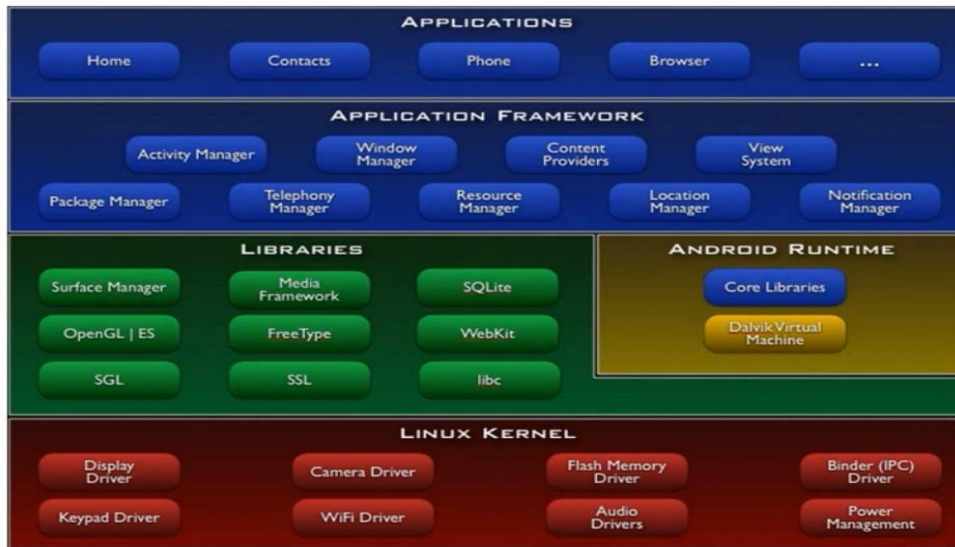 APPLICATIONS
Home
Contacts
Phone
Browser
...
APPLICATION FRAMEWORK
Activity Manager
Window
Manager
Content
Providers
View
System
Package Manager
Telephony
Manager
Resource
Manager
Location
Manager
Notification
Manager
LIBRARIES
Surface Manager
Media
Framework
SQLite
OpenGL | ES
FreeType
WebKit
SGL
SSL
libc
ANDROID RUNTIME
Core Libraries
Dalvik Virtual
Machine
LINUX KERNEL
Display
Driver
Camera Driver
Flash Memory
Driver
Binder (IPC)
Driver
Keypad Driver
WiFi Driver
Audio
Drivers
Power
Management